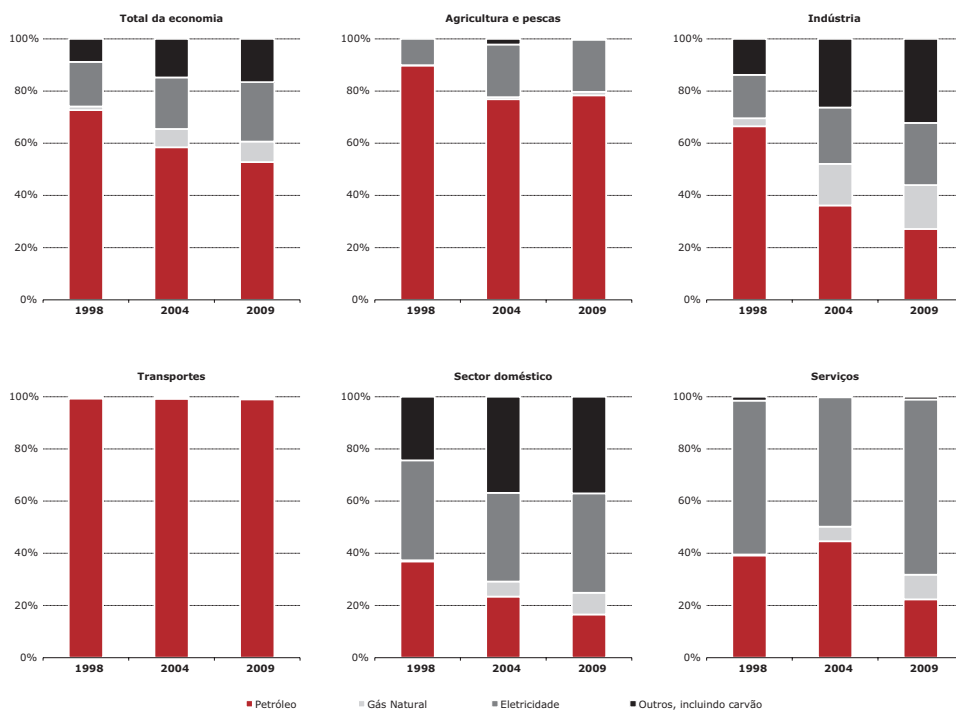 Total da economia
100%
80%
60%
40%
20%
0%
1998 2004 2009
Agricultura e pescas
100%
80%
60%
40%
20%
0%
1998 2004 2009
Indústria
100%
80%
60%
40%
20%
0%
1998 2004 2009
Transportes
100%
80%
60%
40%
20%
0%
1998 2004 2009
Sector doméstico
100%
80%
60%
40%
20%
0%
1998 2004 2009
Serviços
100%
80%
60%
40%
20%
0%
1998 2004 2009
Petróleo Gás Natural Eletricidade Outros, incluindo carvão